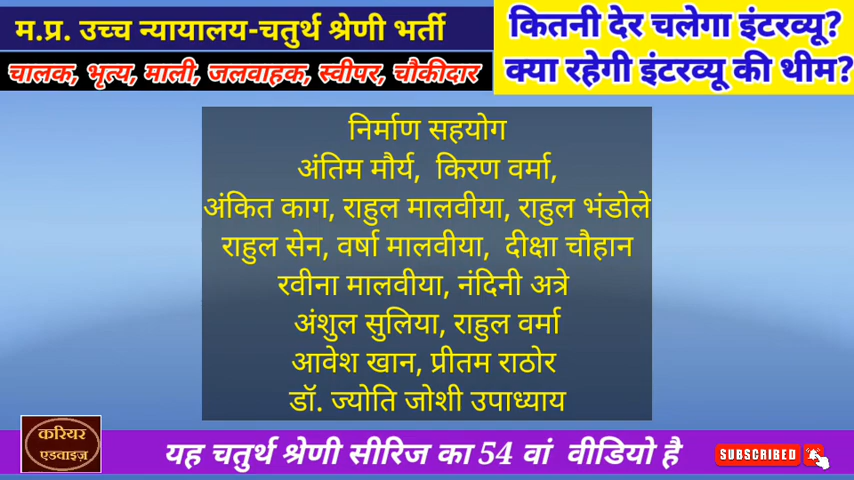 म.प्र. उच्च न्यायालय-चतुर्थ श्रेणी भर्ती
चालक, भृत्य, माली, जलवाहक, स्वीपर, चौकीदार
कितनी देर चलेगा इंटरव्यू?
क्या रहेगी इंटरव्यू की थीम?
निर्माण सहयोग
अंतिम मौर्य, किरण वर्मा,
अंकित काग, राहुल मालवीया, राहुल भंडोले
राहुल सेन, वर्षा मालवीया, दीक्षा चौहान
रवीना मालवीया, नंदिनी अत्रे
अंशुल सुलिया, राहुल वर्मा
आवेश खान, प्रीतम राठोर
डॉ. ज्योति जोशी उपाध्याय
करियर
एडवाइज़
यह चतुर्थ श्रेणी सीरिज का 54 वां वीडियो है
SUBSCRIBED